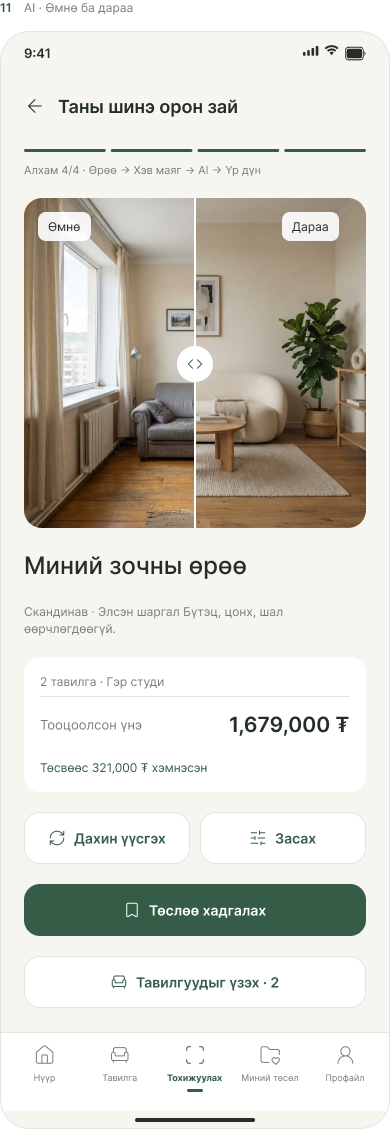 11 AI · Өмнө ба дараа
9:41
Таны шинэ орон зай
Алхам 4/4 · Өрөө → Хэв маяг → AI → Үр дүн
Өмнө
Дараа
Миний зочны өрөө
Скандинав · Элсэн шаргал Бүтэц, цонх, шал
өөрчлөгдөөгүй.
2 тавилга · Гэр студи
Тооцоолсон үнэ 1,679,000 ₮
Төсвөөс 321,000 ₮ хэмнэсэн
Дахин үүсгэх
Засах
Төслөө хадгалах
Тавилгуудыг үзэх · 2
Нүүр Тавилга Тохижуулах Миний төсөл Профайл